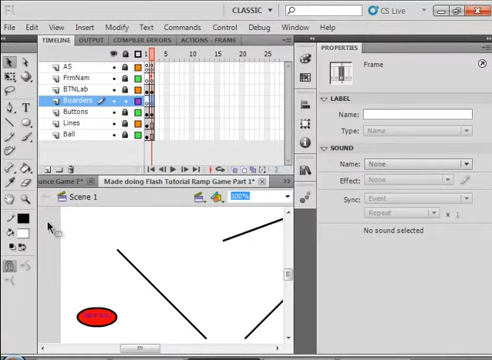 Fl
CLASSIC
CS Live
File Edit View Insert Modify Text Commands Control Debug Window Help
TIMELINE OUTPUT COMPILER ERRORS ACTIONS - FRAME
PROPERTIES
1 5 10 15 20 25
AS
FrmNam
BTNLab
Boarders
Buttons
Lines
Ball
Frame
LABEL
Name:
Type: Name
SOUND
Name: None
Effect: None
Sync: Event
Repeat x 1
No sound selected
2
ounce Game F* Made doing Flash Tutorial Ramp Game Part 1*
Scene 1
100%